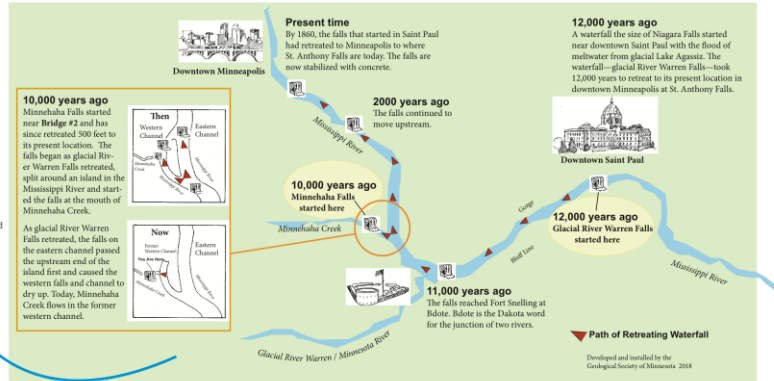 Present time
By 1860, the falls that started in Saint Paul
had retreated to Minneapolis to where
St. Anthony Falls are today. The falls are
now stabilized with concrete.
12,000 years ago
A waterfall the size of Niagara Falls started
near downtown Saint Paul with the flood of
meltwater from glacial Lake Agassiz. The
waterfall—glacial River Warren Falls—took
12,000 years to retreat to its present location in
downtown Minneapolis at St. Anthony Falls.
Downtown Minneapolis
10,000 years ago
Minnehaha Falls started
near Bridge #2 and has
since retreated 500 feet to
its present location. The
falls began as glacial Riv-
er Warren Falls retreated,
split around an island in the
Mississippi River and start-
ed the falls at the mouth of
Minnehaha Creek.
As glacial River Warren
Falls retreated, the falls on
the eastern channel passed
the upstream end of the
island first and caused the
western falls and channel to
dry up. Today, Minnehaha
Creek flows in the former
western channel.
Then
Western
Channel
Eastern
Channel
Minnehaha
Creek
Mississippi River
Mississippi River
Now
Former
Western Channel
You Are Here
Eastern
Channel
Minnehaha Creek
Mississippi River
2000 years ago
The falls continued to
move upstream.
Mississippi River
10,000 years ago
Minnehaha Falls
started here
Minnehaha Creek
Downtown Saint Paul
12,000 years ago
Glacial River Warren Falls
started here
Gorge
Bluff Line
Mississippi River
11,000 years ago
The falls reached Fort Snelling at
Bdote. Bdote is the Dakota word
for the junction of two rivers.
Glacial River Warren / Minnesota River
Path of Retreating Waterfall
Developed and installed by the
Geological Society of Minnesota 2018